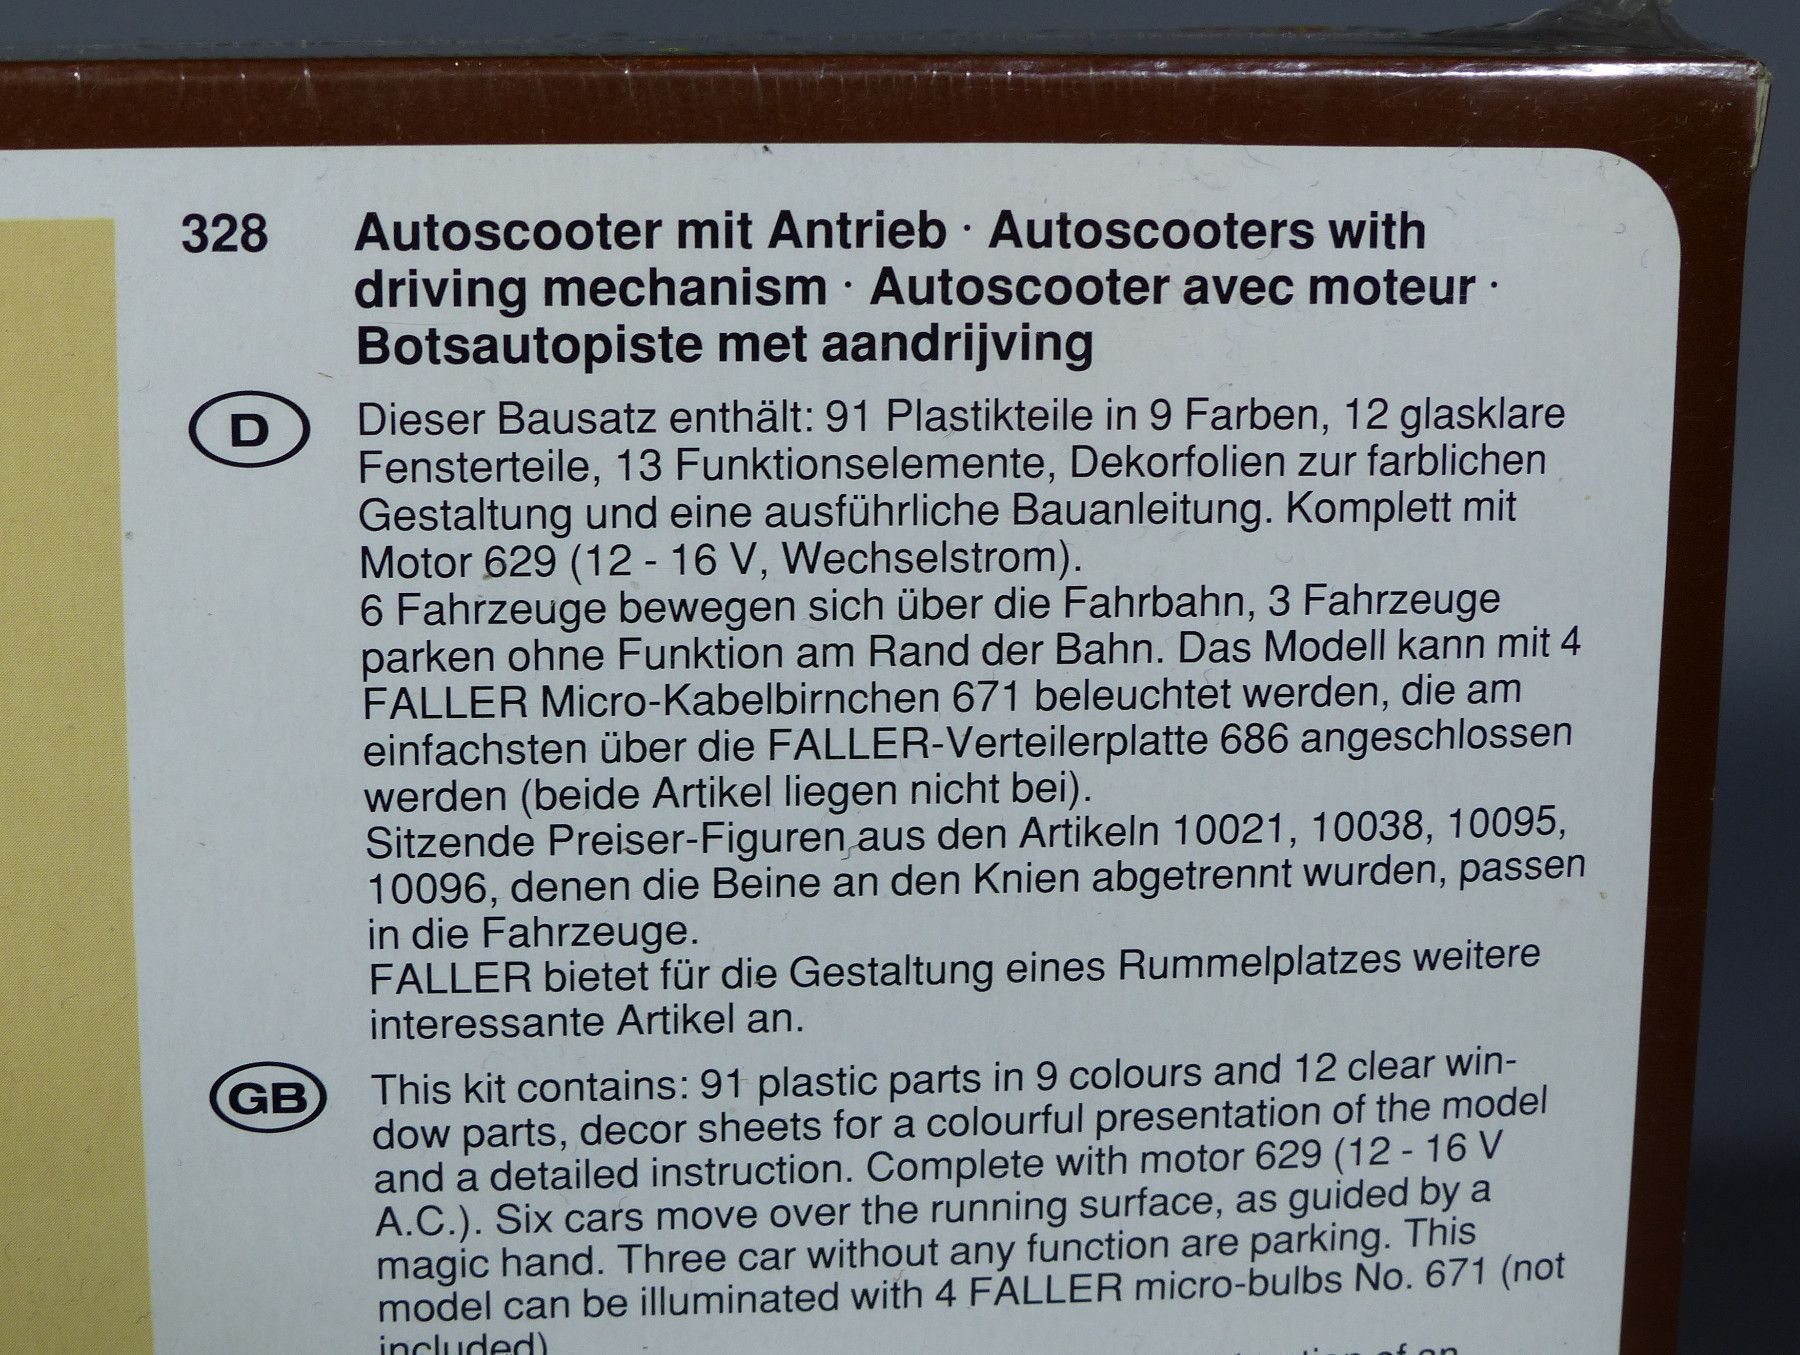 328 Autoscooter mit Antrieb · Autoscooters with
driving mechanism · Autoscooter avec moteur ·
Botsautopiste met aandrijving
D Dieser Bausatz enthält: 91 Plastikteile in 9 Farben, 12 glasklare
Fensterteile, 13 Funktionselemente, Dekorfolien zur farblichen
Gestaltung und eine ausführliche Bauanleitung. Komplett mit
Motor 629 (12 - 16 V, Wechselstrom).
6 Fahrzeuge bewegen sich über die Fahrbahn, 3 Fahrzeuge
parken ohne Funktion am Rand der Bahn. Das Modell kann mit 4
FALLER Micro-Kabelbirnchen 671 beleuchtet werden, die am
einfachsten über die FALLER-Verteilerplatte 686 angeschlossen
werden (beide Artikel liegen nicht bei).
Sitzende Preiser-Figuren aus den Artikeln 10021, 10038, 10095,
10096, denen die Beine an den Knien abgetrennt wurden, passen
in die Fahrzeuge.
FALLER bietet für die Gestaltung eines Rummelplatzes weitere
interessante Artikel an.
GB This kit contains: 91 plastic parts in 9 colours and 12 clear win-
dow parts, decor sheets for a colourful presentation of the model
and a detailed instruction. Complete with motor 629 (12 - 16 V
A.C.). Six cars move over the running surface, as guided by a
magic hand. Three car without any function are parking. This
model can be illuminated with 4 FALLER micro-bulbs No. 671 (not
included) of an